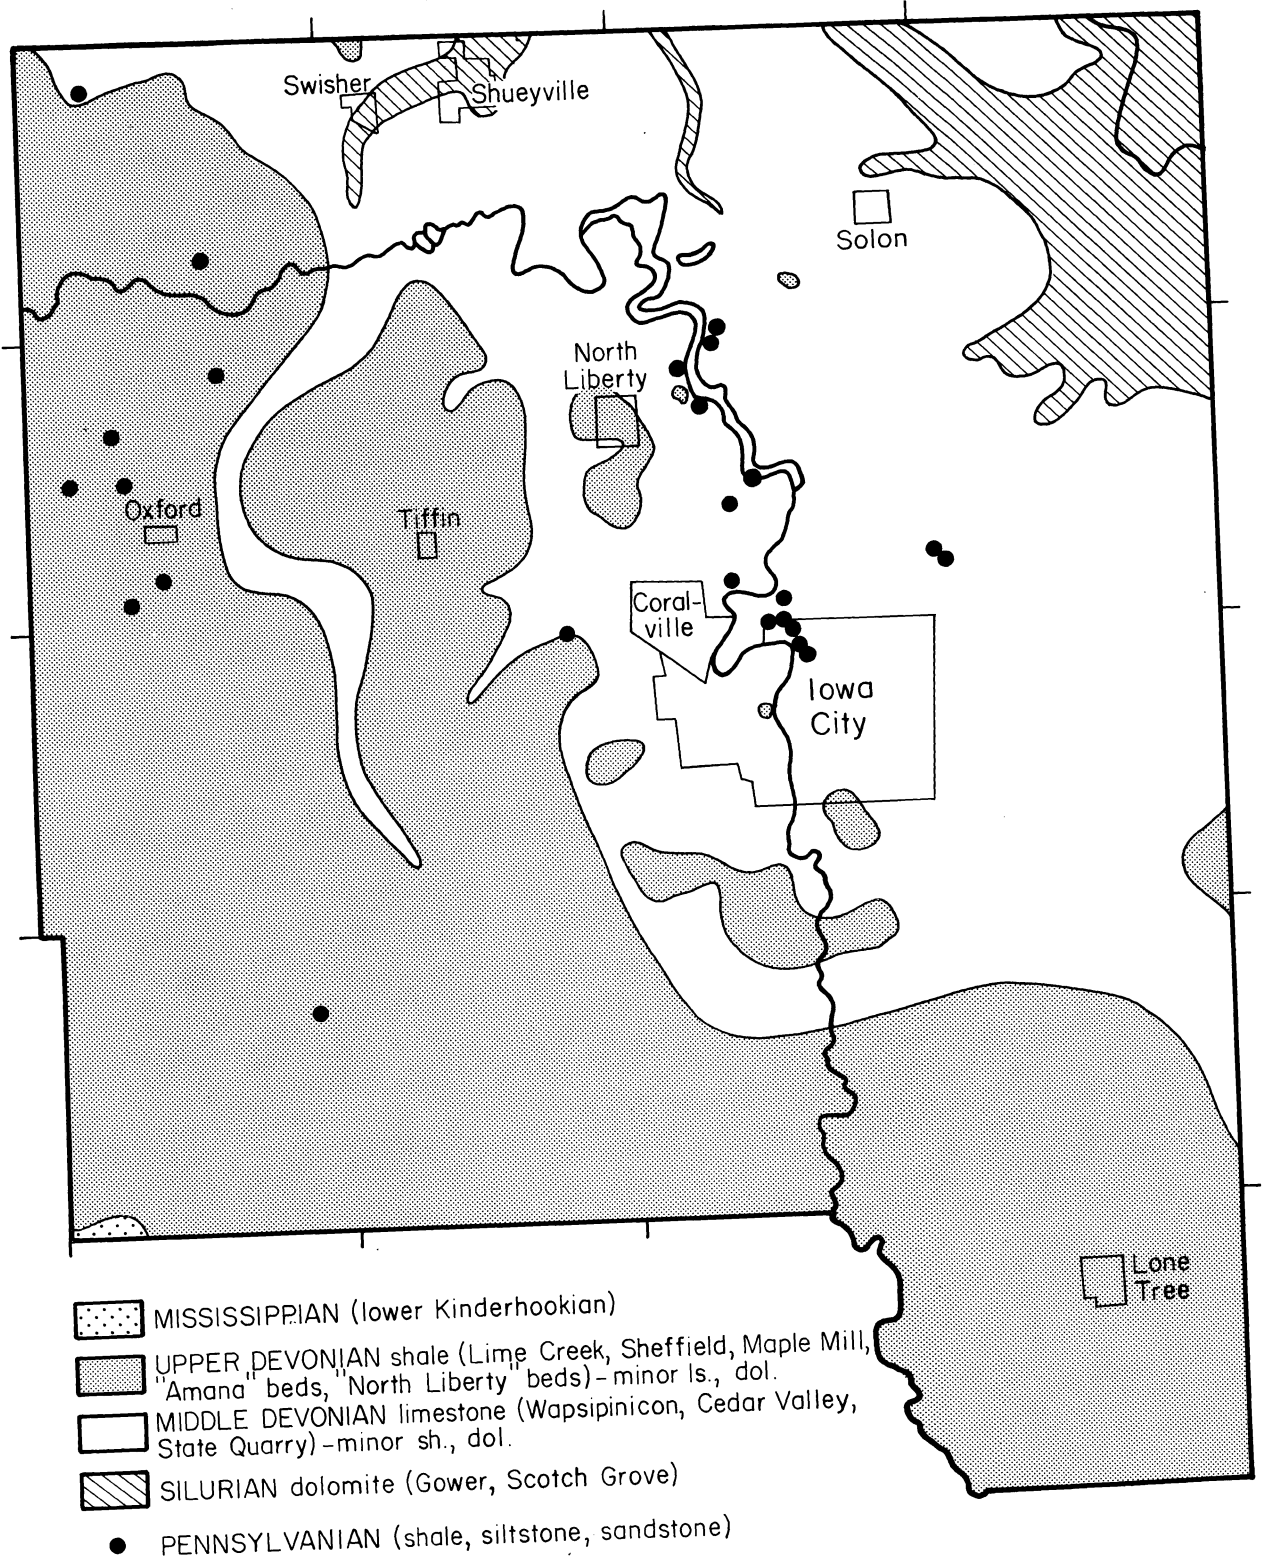 Swisher
Shueyville
Solon
North
Liberty
Oxford
Tiffin
Coral-
ville
Iowa
City
Lone
Tree
MISSISSIPPIAN (lower Kinderhookian)
UPPER DEVONIAN shale (Lime Creek, Sheffield, Maple Mill,
"Amana" beds, "North Liberty" beds) - minor ls., dol.
MIDDLE DEVONIAN limestone (Wapsipinicon, Cedar Valley,
State Quarry) - minor sh., dol.
SILURIAN dolomite (Gower, Scotch Grove)
PENNSYLVANIAN (shale, siltstone, sandstone)